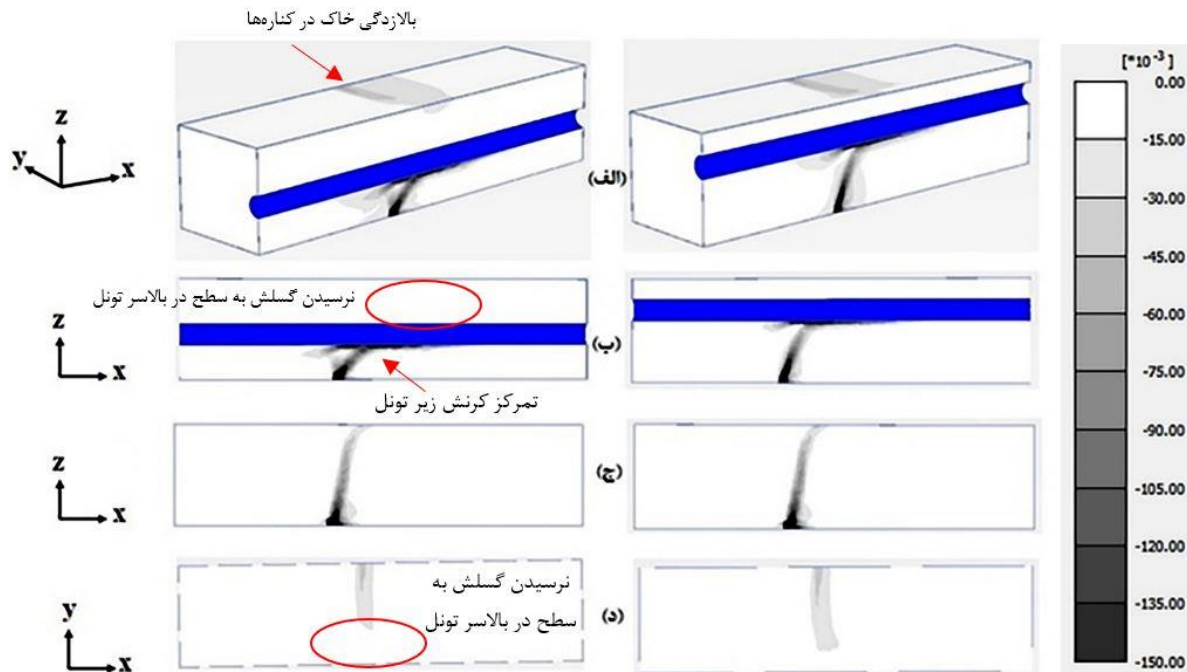 بالازدگی خاک در کناره‌ها
[*10⁻³]
0.00
-15.00
-30.00
-45.00
-60.00
-75.00
-90.00
-105.00
-120.00
-135.00
-150.00
z
y
x
(الف)
نرسیدن گسلش به سطح در بالاسر تونل
z
x
(ب)
تمرکز کرنش زیر تونل
z
x
(ج)
نرسیدن گسلش به
سطح در بالاسر تونل
y
x
(د)